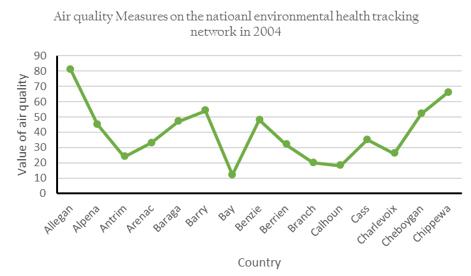 Air quality Measures on the natioanl environmental health tracking
network in 2004
Value of air quality
90
80
70
60
50
40
30
20
10
0
Allegan
Alpena
Antrim
Arenac
Baraga
Barry
Bay
Benzie
Berrien
Branch
Calhoun
Cass
Charlevoix
Cheboygan
Chippewa
Country